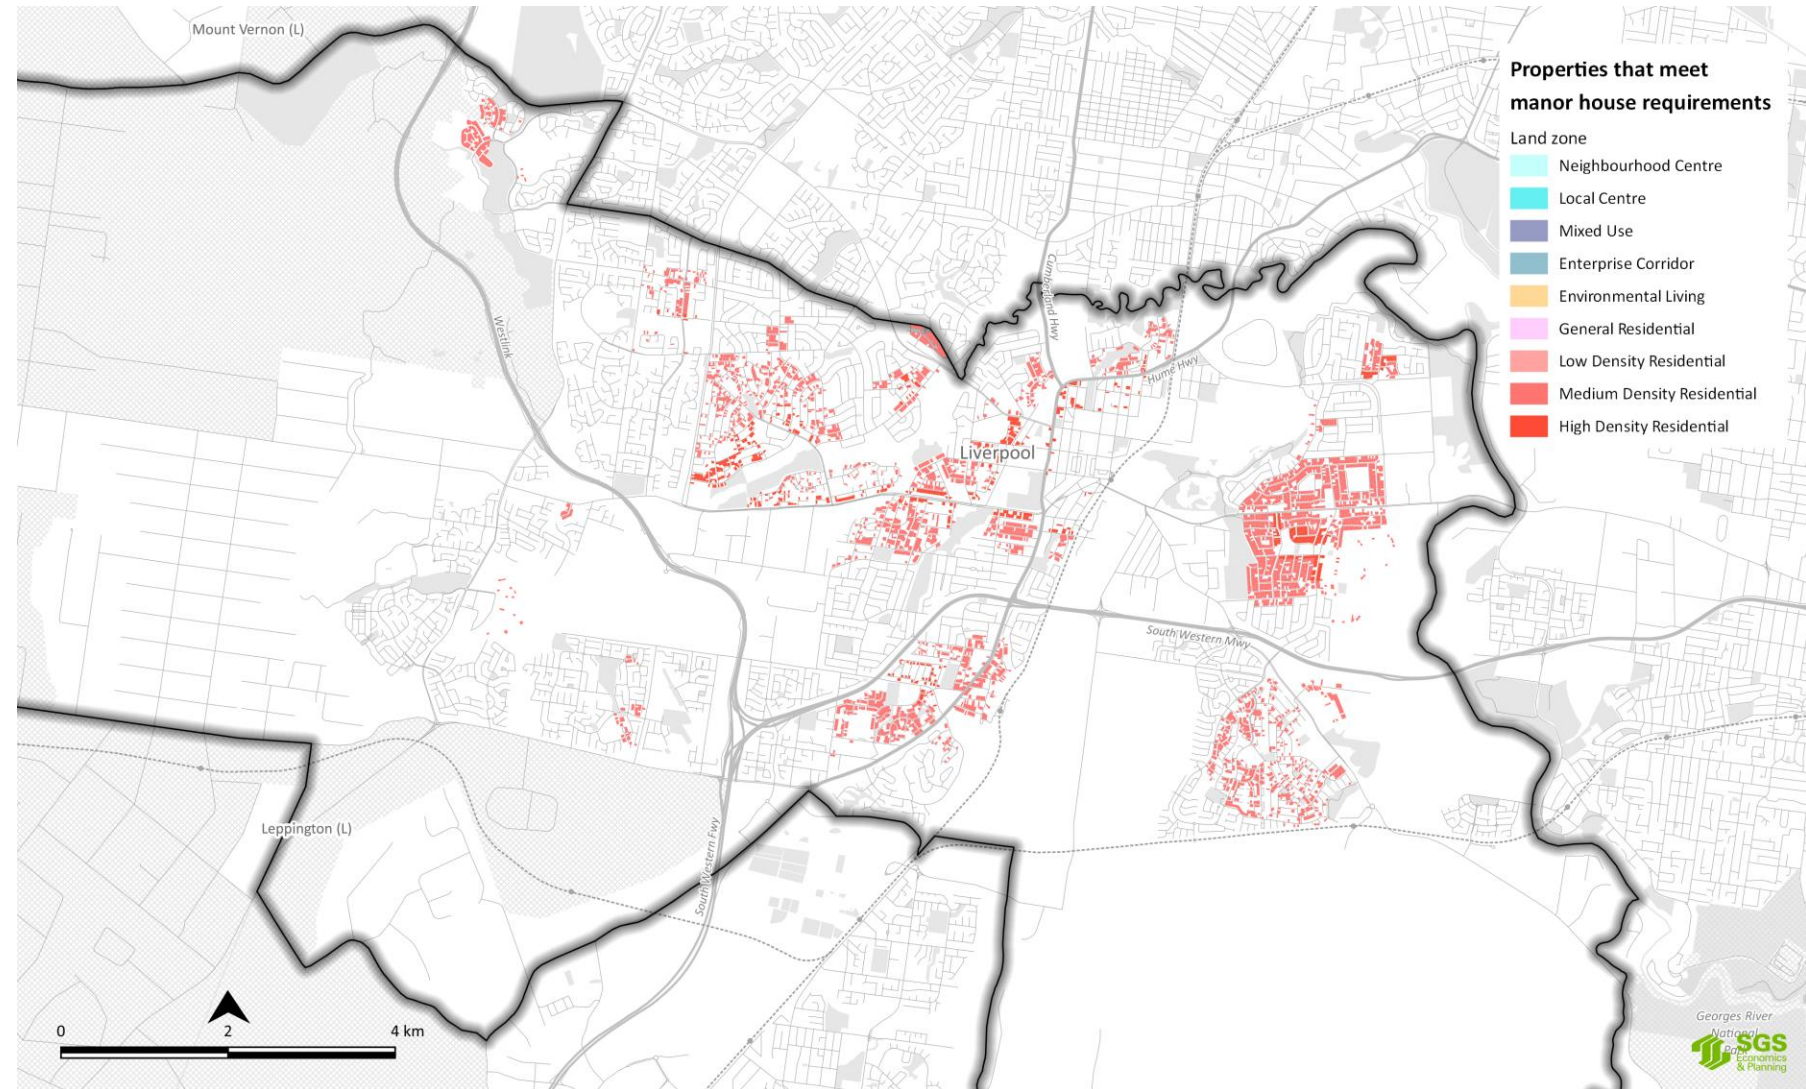 Mount Vernon (L)
Properties that meet
manor house requirements
Land zone
Neighbourhood Centre
Local Centre
Mixed Use
Enterprise Corridor
Environmental Living
General Residential
Low Density Residential
Medium Density Residential
High Density Residential
Cumberland Hwy
Westlink
Hume Hwy
Liverpool
South Western Mwy
Leppington (L)
South Western Fwy
0 2 4 km
Georges River
National
Park
SGS
Economics
& Planning